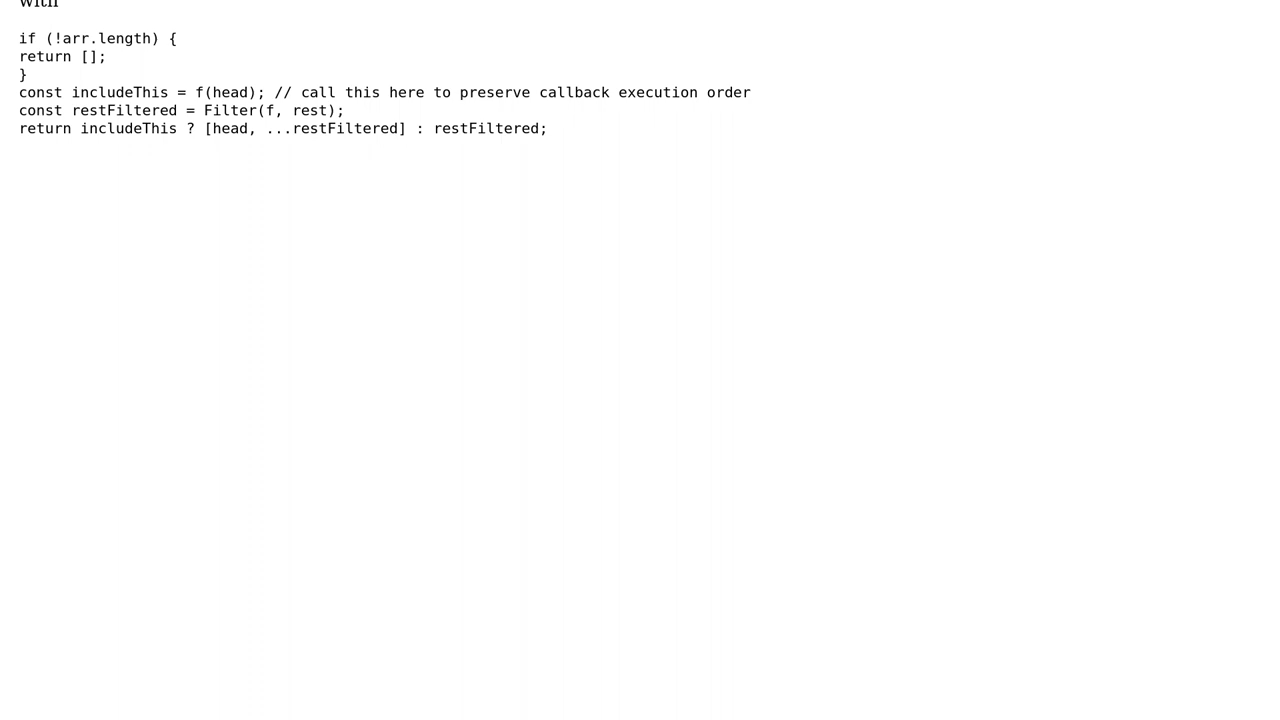 with
if (!arr.length) {
return [];
}
const includeThis = f(head); // call this here to preserve callback execution order
const restFiltered = Filter(f, rest);
return includeThis ? [head, ...restFiltered] : restFiltered;